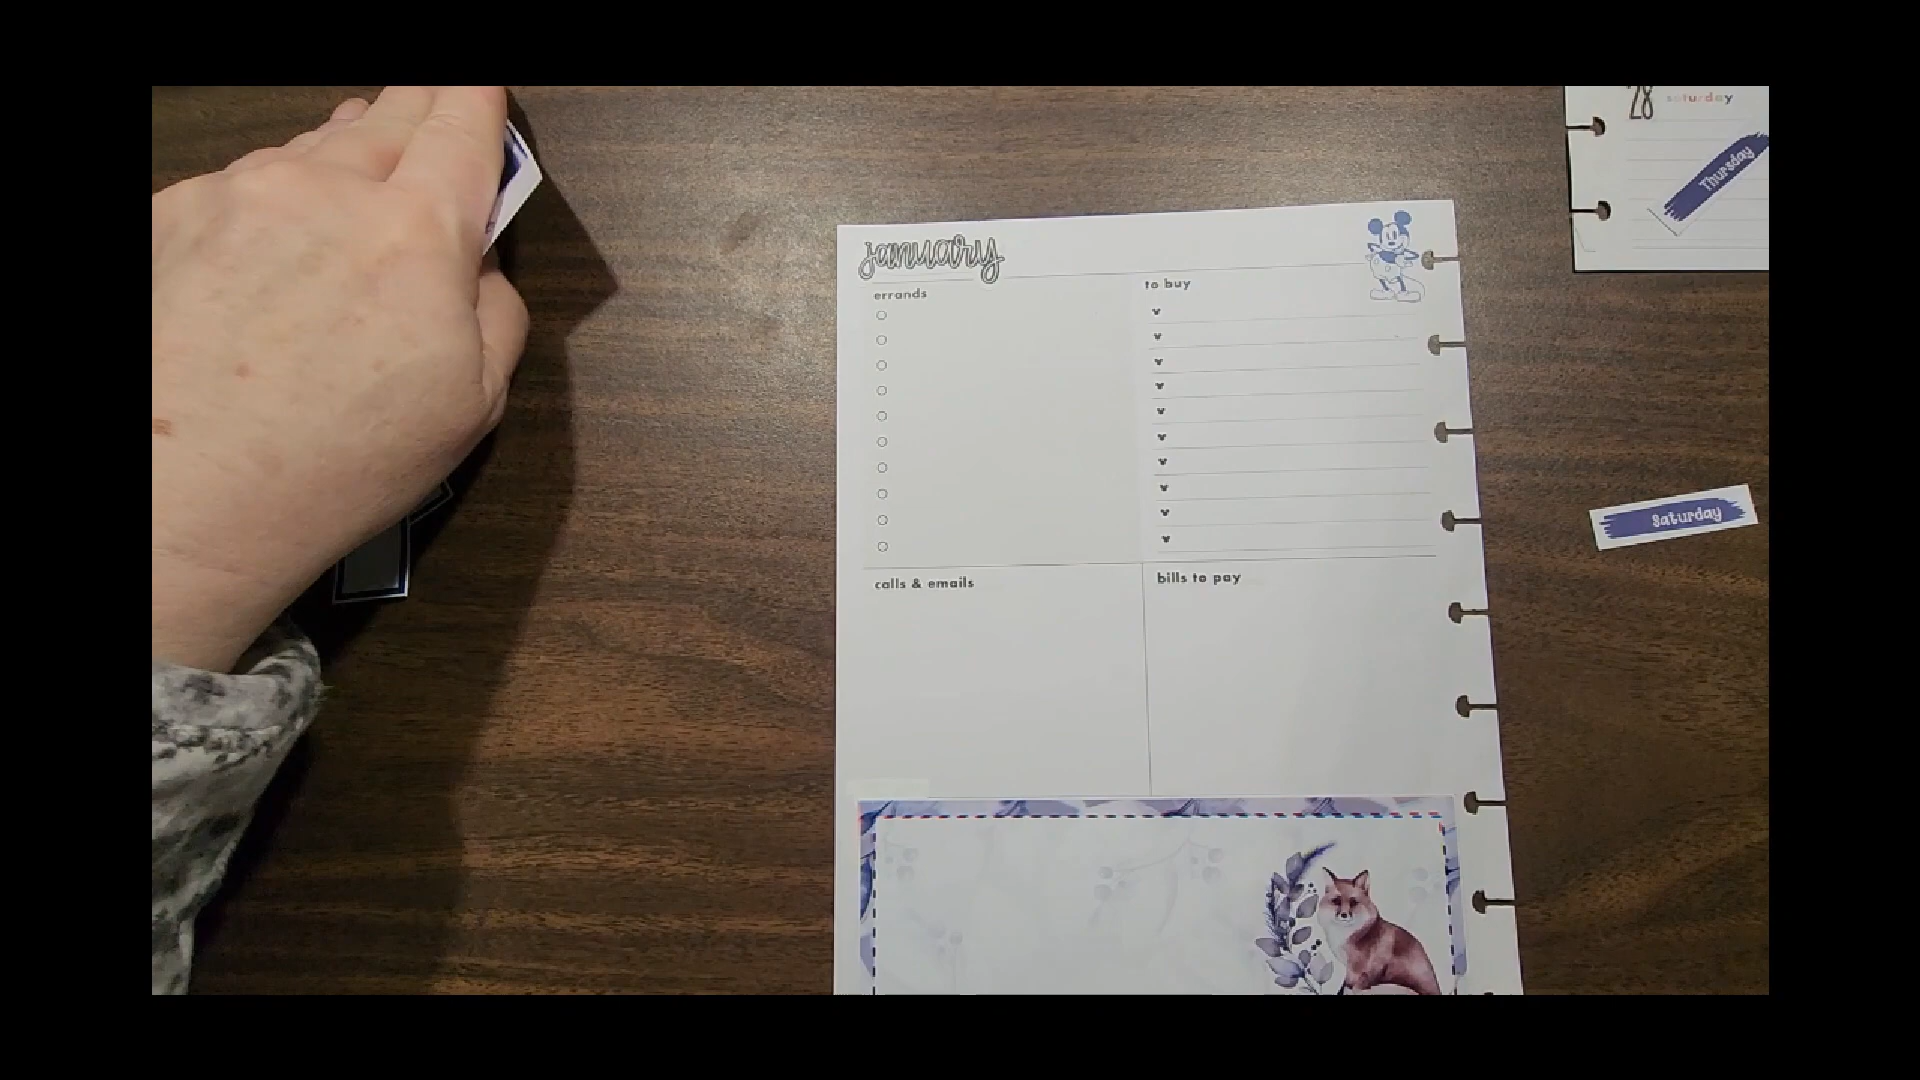 january
errands
to buy
calls & emails
bills to pay
28 saturday
Thursday
Saturday